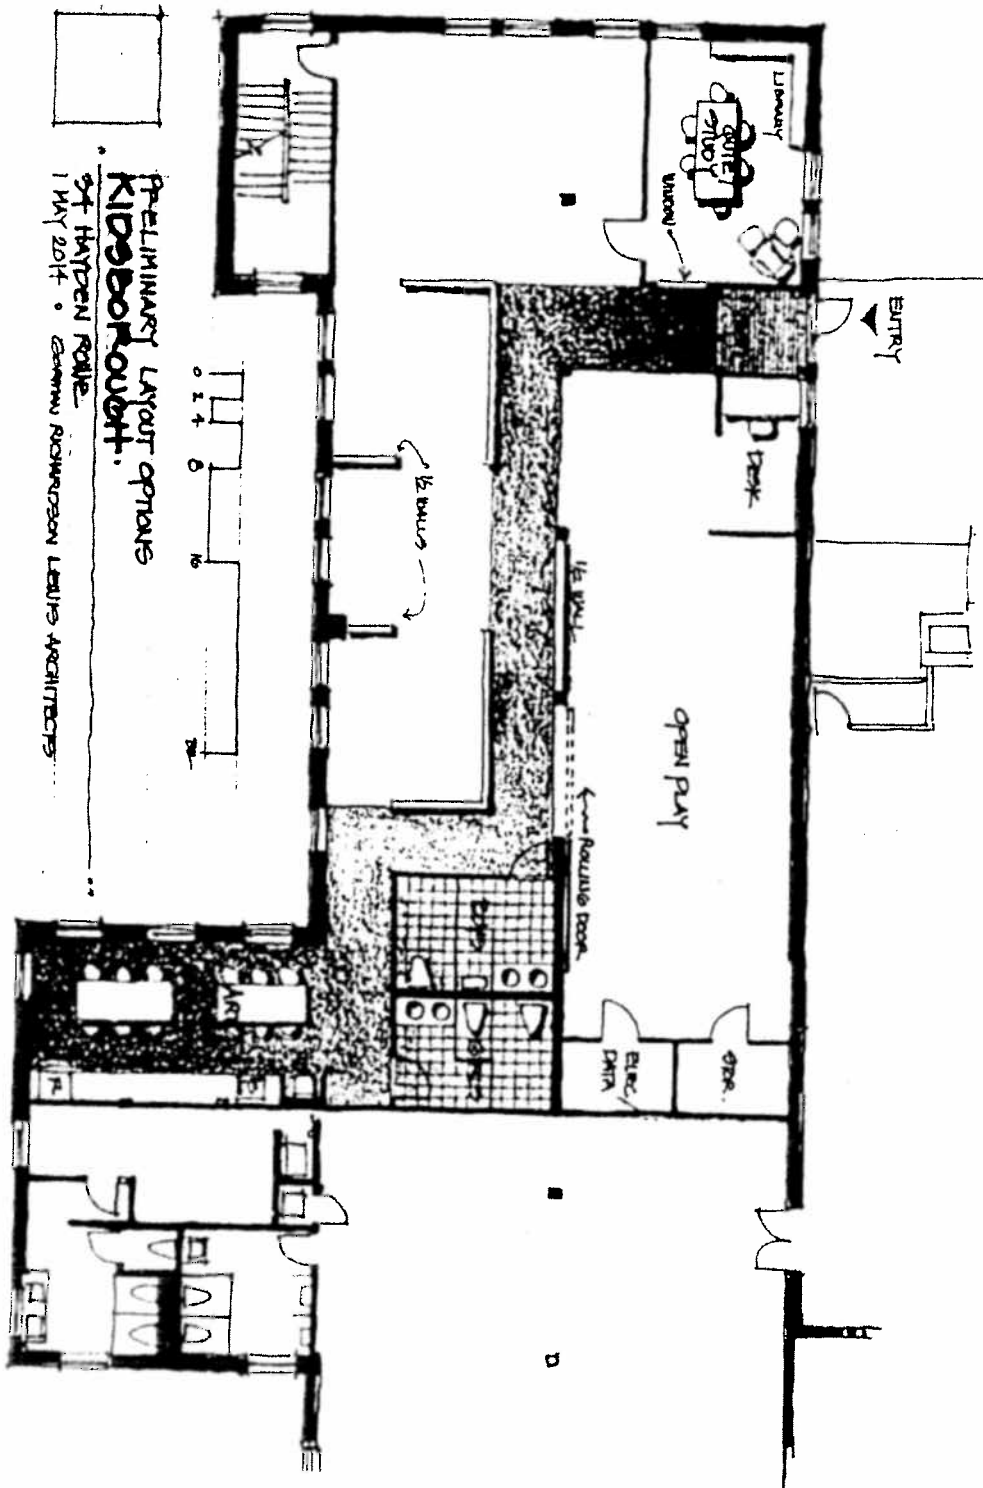 PRELIMINARY LAYOUT OPTIONS
KIDSBOROUGH.
54 HAYDEN ROWE
1 MAY 2014 • GORMAN RICHARDSON LEWIS ARCHITECTS
0 2 4 8 16
LIBRARY
QUIET/
STUDY
WINDOW
ENTRY
DESK
½ WALLS
½ WALL
OPEN PLAY
ROLLING DOOR
ART
ELEC/
DATA
STOR.